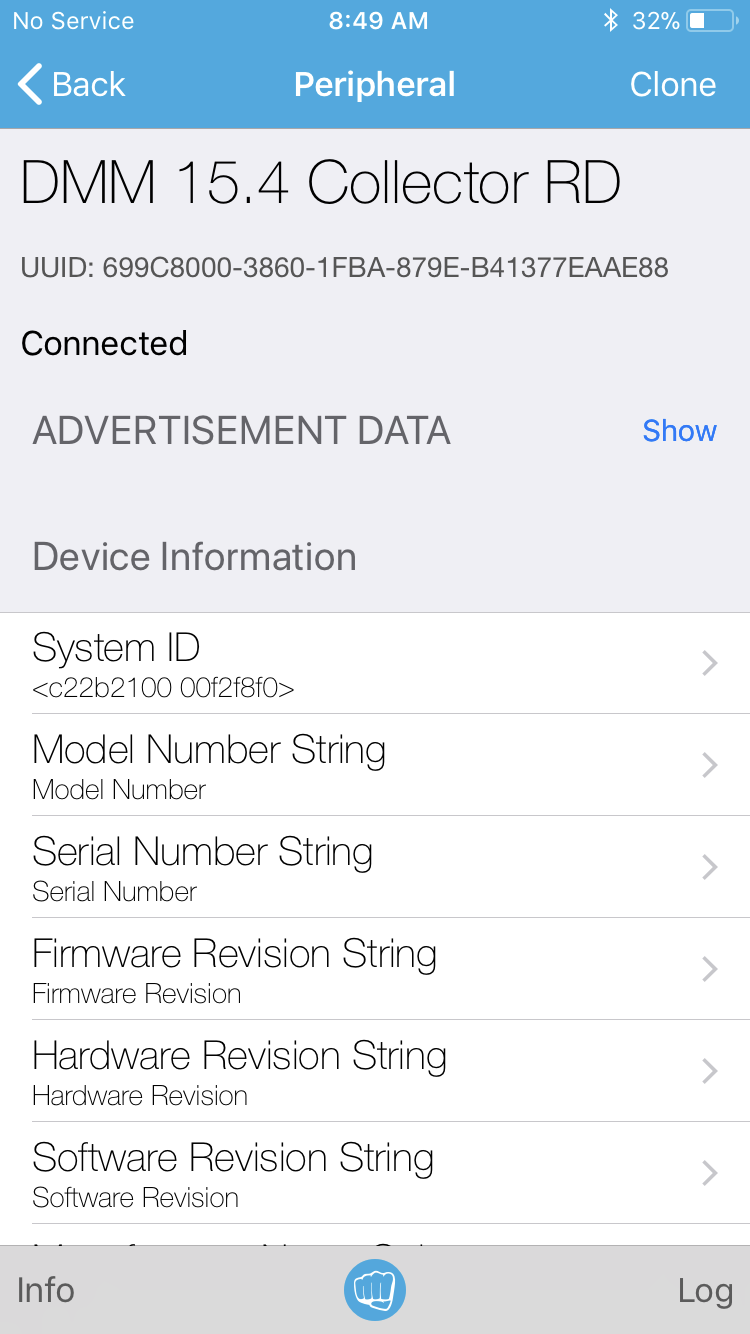 No Service 8:49 AM 32%
Back Peripheral Clone
DMM 15.4 Collector RD
UUID: 699C8000-3860-1FBA-879E-B41377EAAE88
Connected
ADVERTISEMENT DATA Show
Device Information
System ID
<c22b2100 00f2f8f0>
Model Number String
Model Number
Serial Number String
Serial Number
Firmware Revision String
Firmware Revision
Hardware Revision String
Hardware Revision
Software Revision String
Software Revision
Info Log